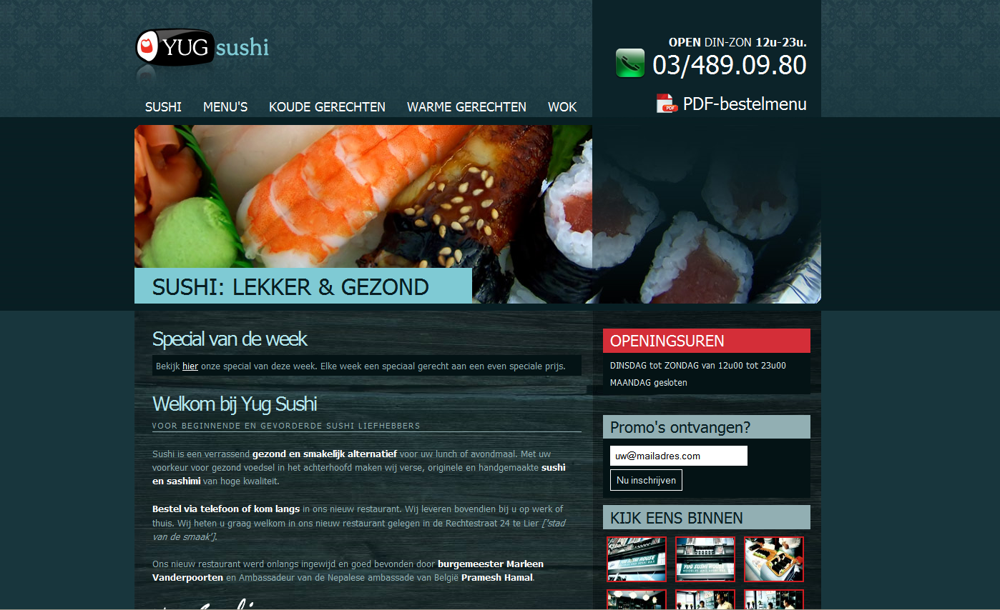 YUG sushi
OPEN DIN-ZON 12u-23u.
03/489.09.80
PDF
PDF-bestelmenu
SUSHI MENU'S KOUDE GERECHTEN WARME GERECHTEN WOK
SUSHI: LEKKER & GEZOND
Special van de week
Bekijk hier onze special van deze week. Elke week een speciaal gerecht aan een even speciale prijs.
Welkom bij Yug Sushi
VOOR BEGINNENDE EN GEVORDERDE SUSHI LIEFHEBBERS
Sushi is een verrassend gezond en smakelijk alternatief voor uw lunch of avondmaal. Met uw
voorkeur voor gezond voedsel in het achterhoofd maken wij verse, originele en handgemaakte sushi
en sashimi van hoge kwaliteit.
Bestel via telefoon of kom langs in ons nieuw restaurant. Wij leveren bovendien bij u op werk of
thuis. Wij heten u graag welkom in ons nieuw restaurant gelegen in de Rechtestraat 24 te Lier ['stad
van de smaak'].
Ons nieuw restaurant werd onlangs ingewijd en goed bevonden door burgemeester Marleen
Vanderpoorten en Ambassadeur van de Nepalese ambassade van België Pramesh Hamal.
OPENINGSUREN
DINSDAG tot ZONDAG van 12u00 tot 23u00
MAANDAG gesloten
Promo's ontvangen?
uw@mailadres.com
Nu inschrijven
KIJK EENS BINNEN
YUG SUSHI HOUSE
YUG SUSHI HOUSE